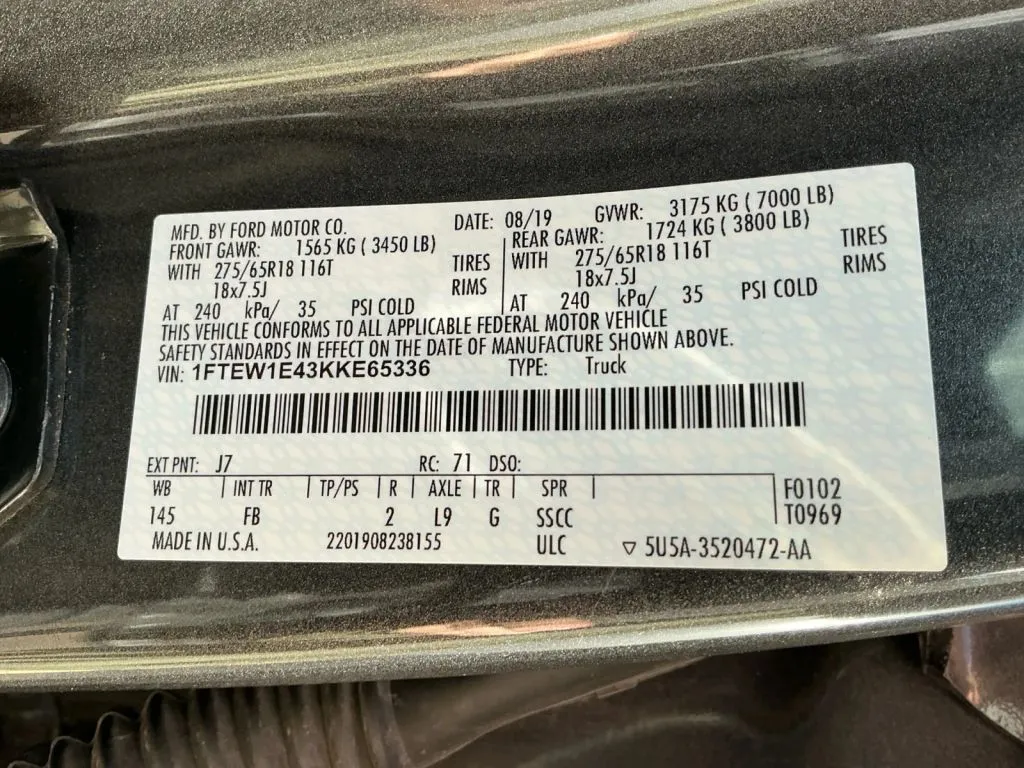 MFD. BY FORD MOTOR CO. DATE: 08/19 GVWR: 3175 KG ( 7000 LB)
FRONT GAWR: 1565 KG ( 3450 LB) REAR GAWR: 1724 KG ( 3800 LB)
WITH 275/65R18 116T TIRES WITH 275/65R18 116T TIRES
18x7.5J RIMS 18x7.5J RIMS
AT 240 kPa/ 35 PSI COLD AT 240 kPa/ 35 PSI COLD
THIS VEHICLE CONFORMS TO ALL APPLICABLE FEDERAL MOTOR VEHICLE
SAFETY STANDARDS IN EFFECT ON THE DATE OF MANUFACTURE SHOWN ABOVE.
VIN: 1FTEW1E43KKE65336 TYPE: Truck
EXT PNT: J7 RC: 71 DSO:
WB INT TR TP/PS R AXLE TR SPR F0102
145 FB 2 L9 G SSCC T0969
MADE IN U.S.A. 2201908238155 ULC ▽ 5U5A-3520472-AA